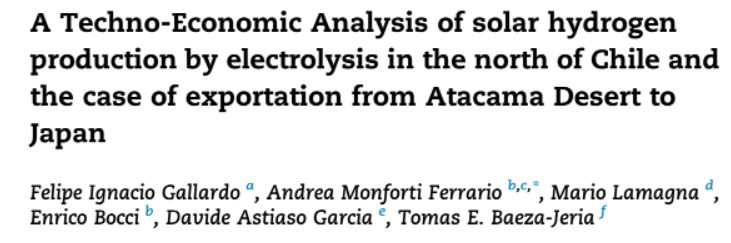 A Techno-Economic Analysis of solar hydrogen
production by electrolysis in the north of Chile and
the case of exportation from Atacama Desert to
Japan
Felipe Ignacio Gallardo a, Andrea Monforti Ferrario b,c,*, Mario Lamagna d,
Enrico Bocci b, Davide Astiaso Garcia e, Tomas E. Baeza-Jeria f